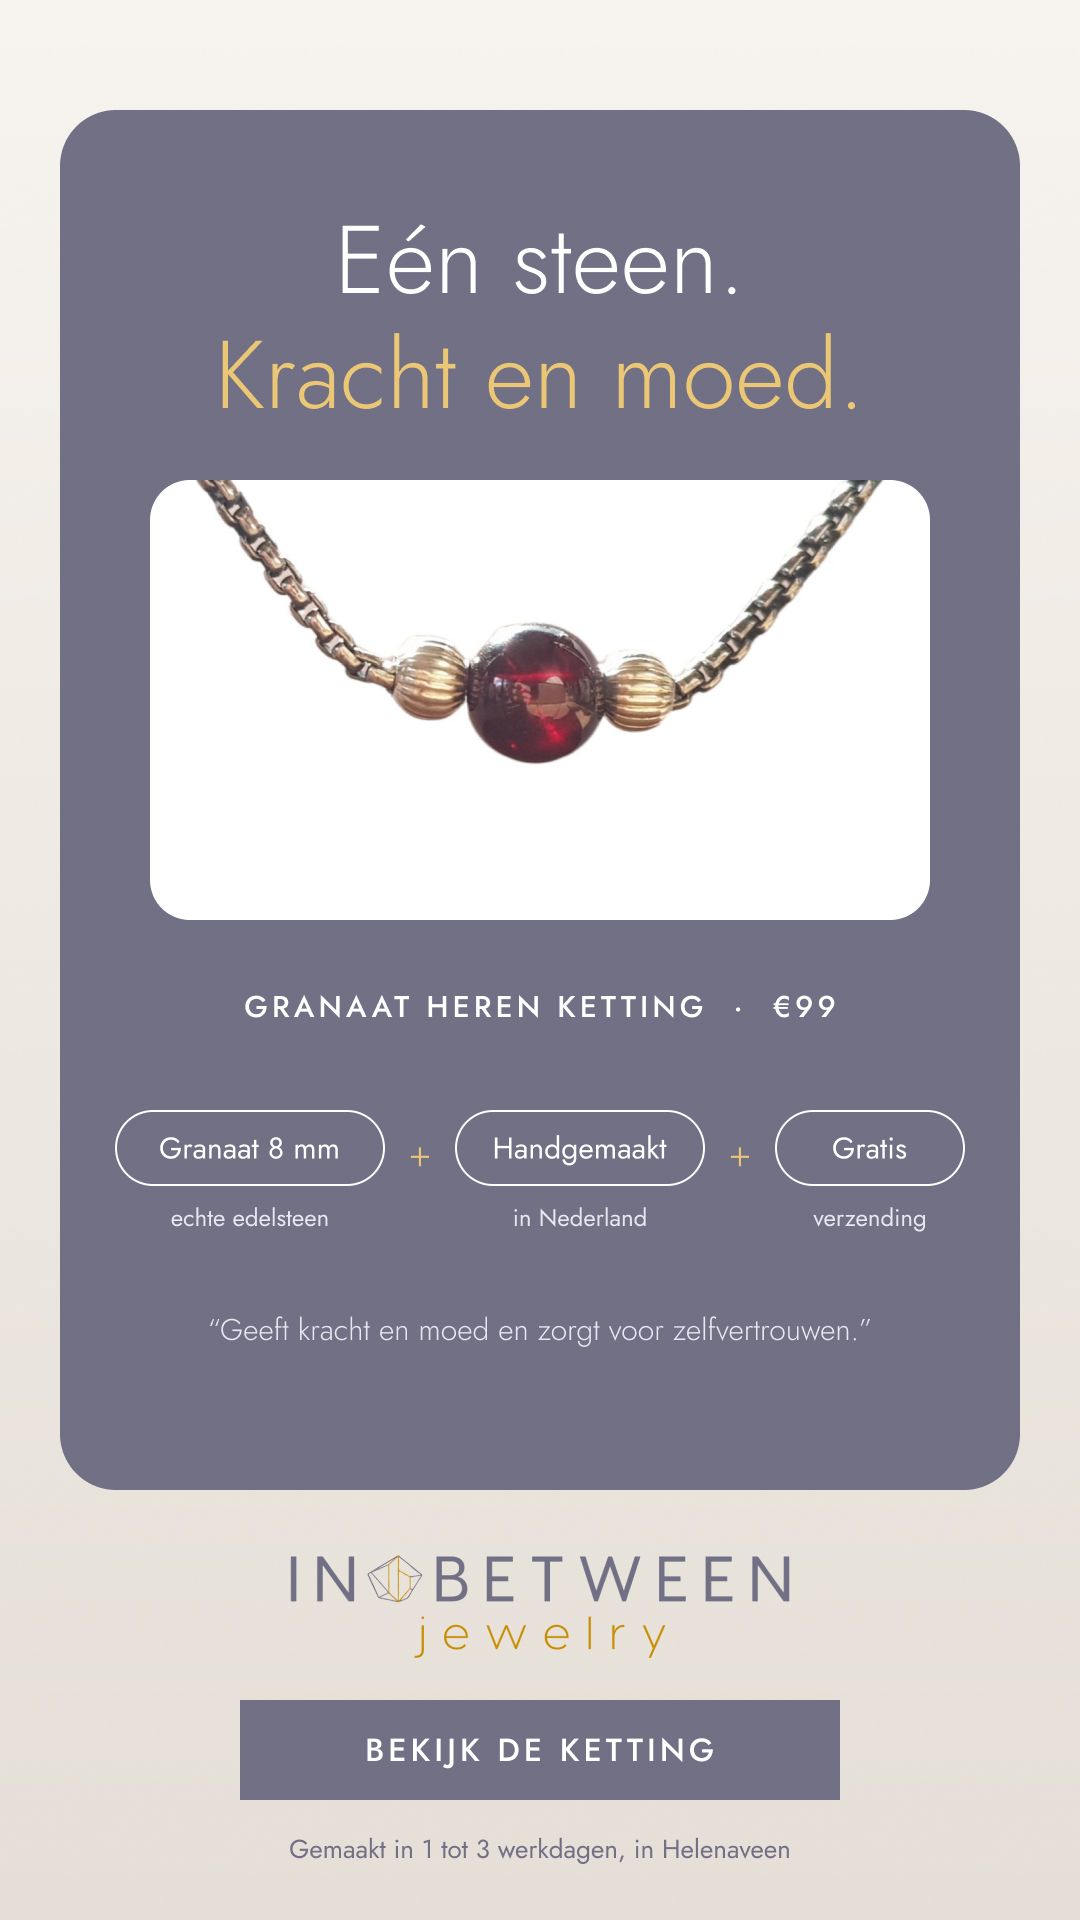 Eén steen.
Kracht en moed.
GRANAAT HEREN KETTING · €99
Granaat 8 mm + Handgemaakt + Gratis
echte edelsteen in Nederland verzending
“Geeft kracht en moed en zorgt voor zelfvertrouwen.”
IN BETWEEN
jewelry
BEKIJK DE KETTING
Gemaakt in 1 tot 3 werkdagen, in Helenaveen